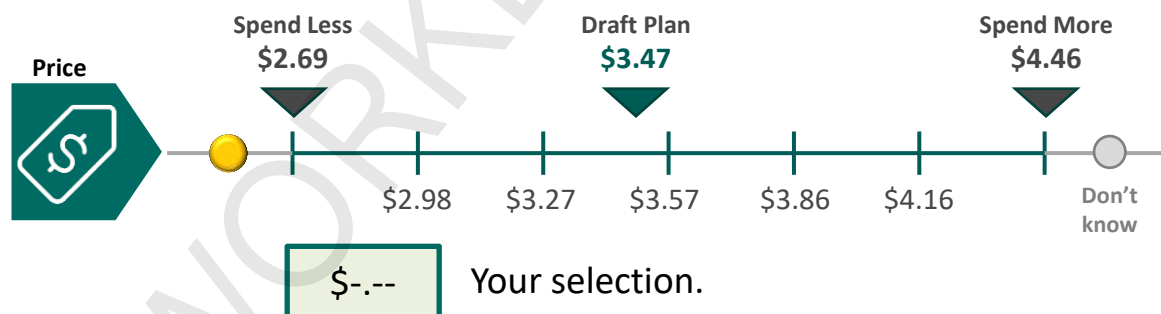 Spend Less
$2.69
Draft Plan
$3.47
Spend More
$4.46
Price
$
$2.98
$3.27
$3.57
$3.86
$4.16
Don't
know
$-.--
Your selection.